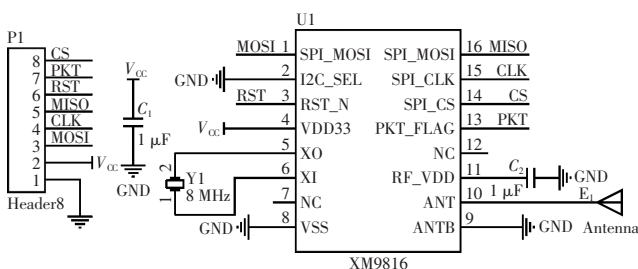 P1
8 CS
7 PKT
6 RST
5 MISO
4 CLK
3 MOSI
2 VCC
1
Header8
VCC
C1
1 μF
GND
U1
XM9816
MOSI 1 SPI_MOSI
GND 2 I2C_SEL
RST 3 RST_N
VCC 4 VDD33
5 XO
6 XI
7 NC
GND 8 VSS
2
Y1
8 MHz
1
SPI_MOSI 16 MISO
SPI_CLK 15 CLK
SPI_CS 14 CS
PKT_FLAG 13 PKT
NC 12
RF_VDD 11 C2 GND
1 μF
ANT 10 E1
Antenna
ANTB 9 GND